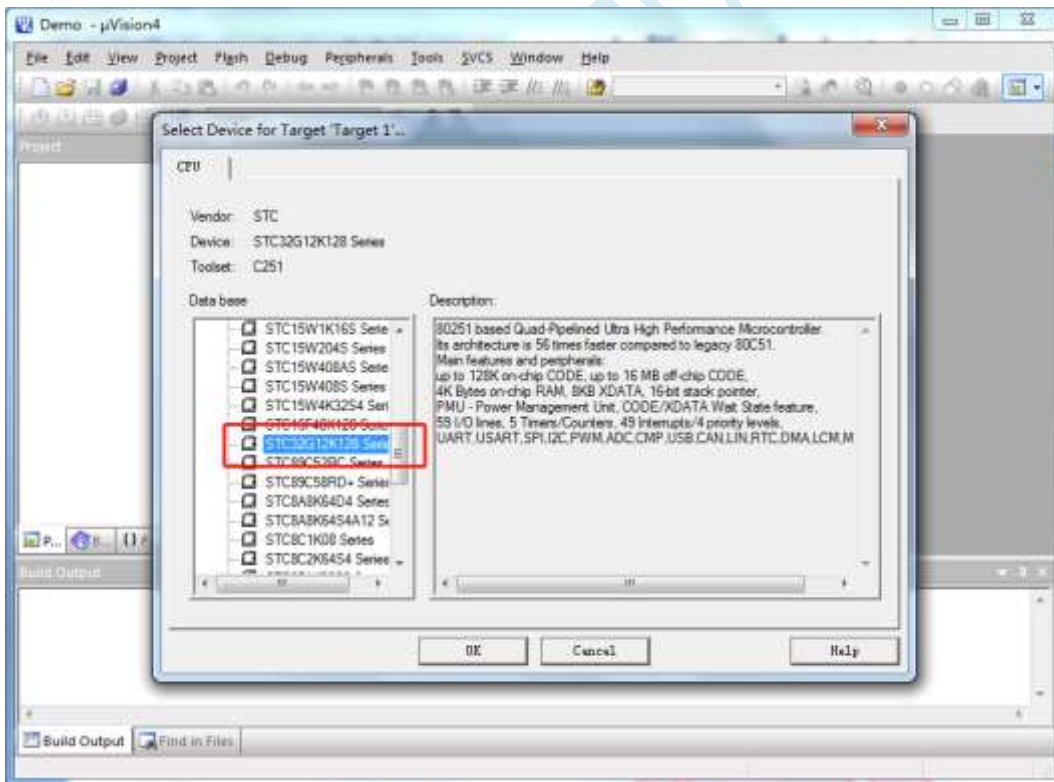 Demo - µVision4
File Edit View Project Flash Debug Peripherals Tools SVCS Window Help
Select Device for Target 'Target 1'...
Project
CPU
Vendor: STC
Device: STC32G12K128 Series
Toolset: C251
Data base
Description:
STC15W1K16S Serie
STC15W204S Series
STC15W408AS Serie
STC15W408S Series
STC15W4K32S4 Seri
STC16F40K128 Serie
STC32G12K128 Serie
STC89C52RC Series
STC89C58RD+ Series
STC8A8K64D4 Series
STC8A8K64S4A12 Se
STC8C1K08 Series
STC8C2K64S4 Series
80251 based Quad-Pipelined Ultra High Performance Microcontroller.
Its architecture is 56 times faster compared to legacy 80C51.
Main features and peripherals:
up to 128K on-chip CODE, up to 16 MB off-chip CODE,
4K Bytes on-chip RAM, 8KB XDATA, 16-bit stack pointer,
PMU - Power Management Unit, CODE/XDATA Wait State feature,
59 I/O lines, 5 Timers/Counters, 49 Interrupts/4 priority levels,
UART,USART,SPI,I2C,PWM,ADC,CMP,USB,CAN,LIN,RTC,DMA,LCM,M
P... B... {}
Build Output
OK Cancel Help
Build Output Find in Files